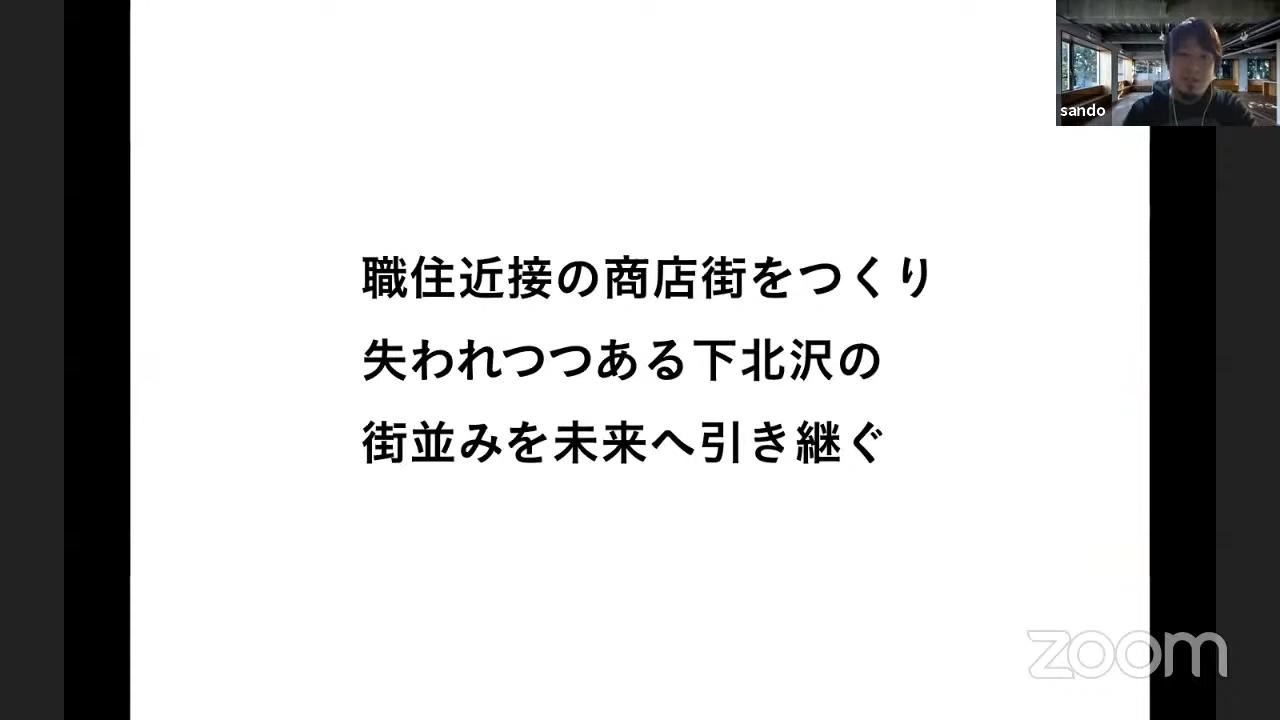 sando
職住近接の商店街をつくり
失われつつある下北沢の
街並みを未来へ引き継ぐ
zoom